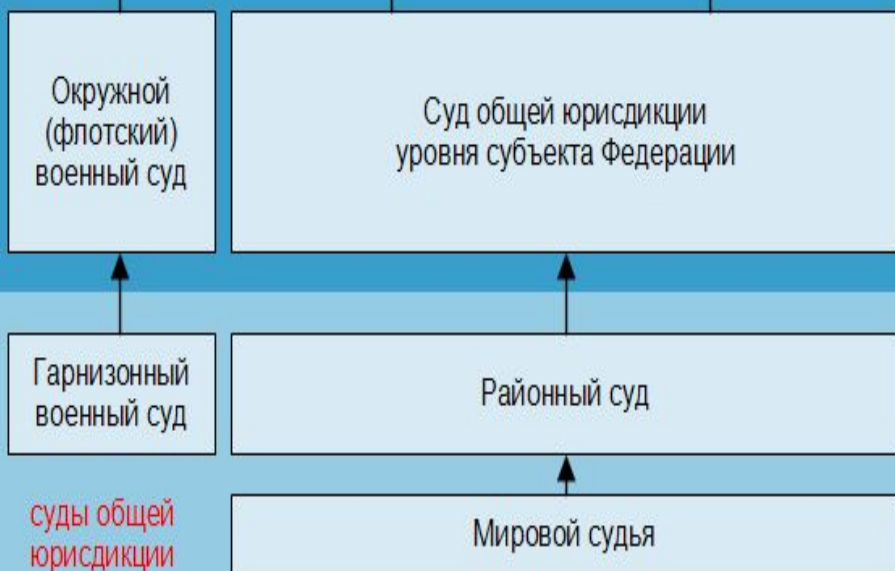 Окружной
(флотский)
военный суд
Суд общей юрисдикции
уровня субъекта Федерации
Гарнизонный
военный суд
Районный суд
суды общей
юрисдикции
Мировой судья